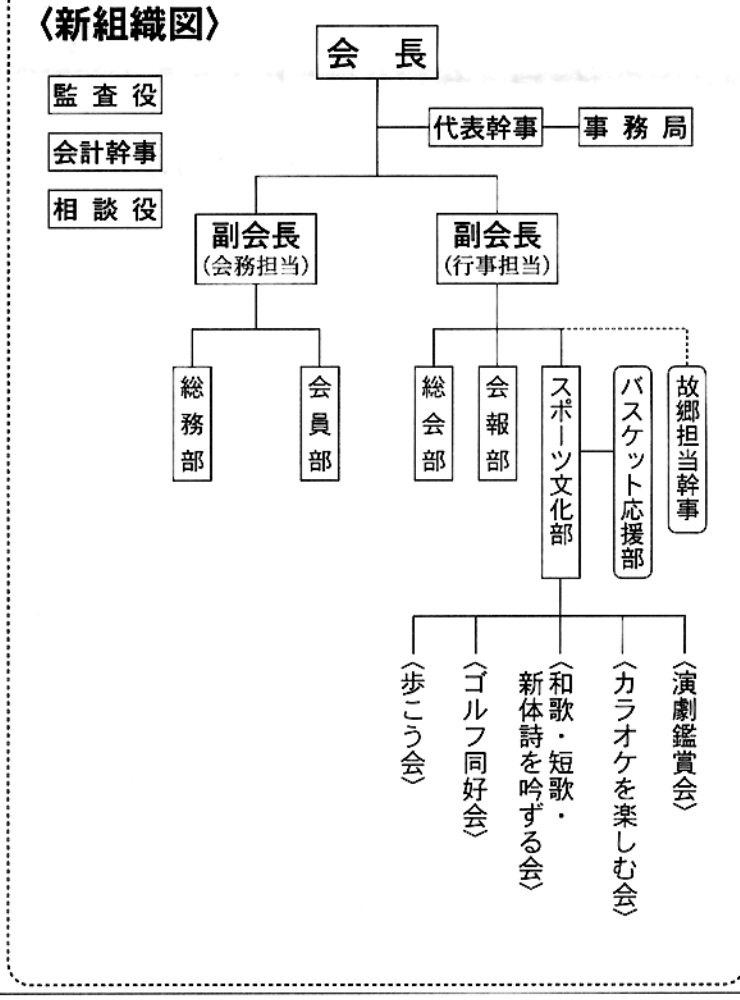 〈新組織図〉
会長
監査役
会計幹事
相談役
代表幹事
事務局
副会長
(会務担当)
副会長
(行事担当)
総務部
会員部
総会部
会報部
スポーツ文化部
バスケット応援部
故郷担当幹事
〈歩こう会〉
〈ゴルフ同好会〉
〈和歌・短歌・
新体詩を吟ずる会〉
〈カラオケを楽しむ会〉
〈演劇鑑賞会〉